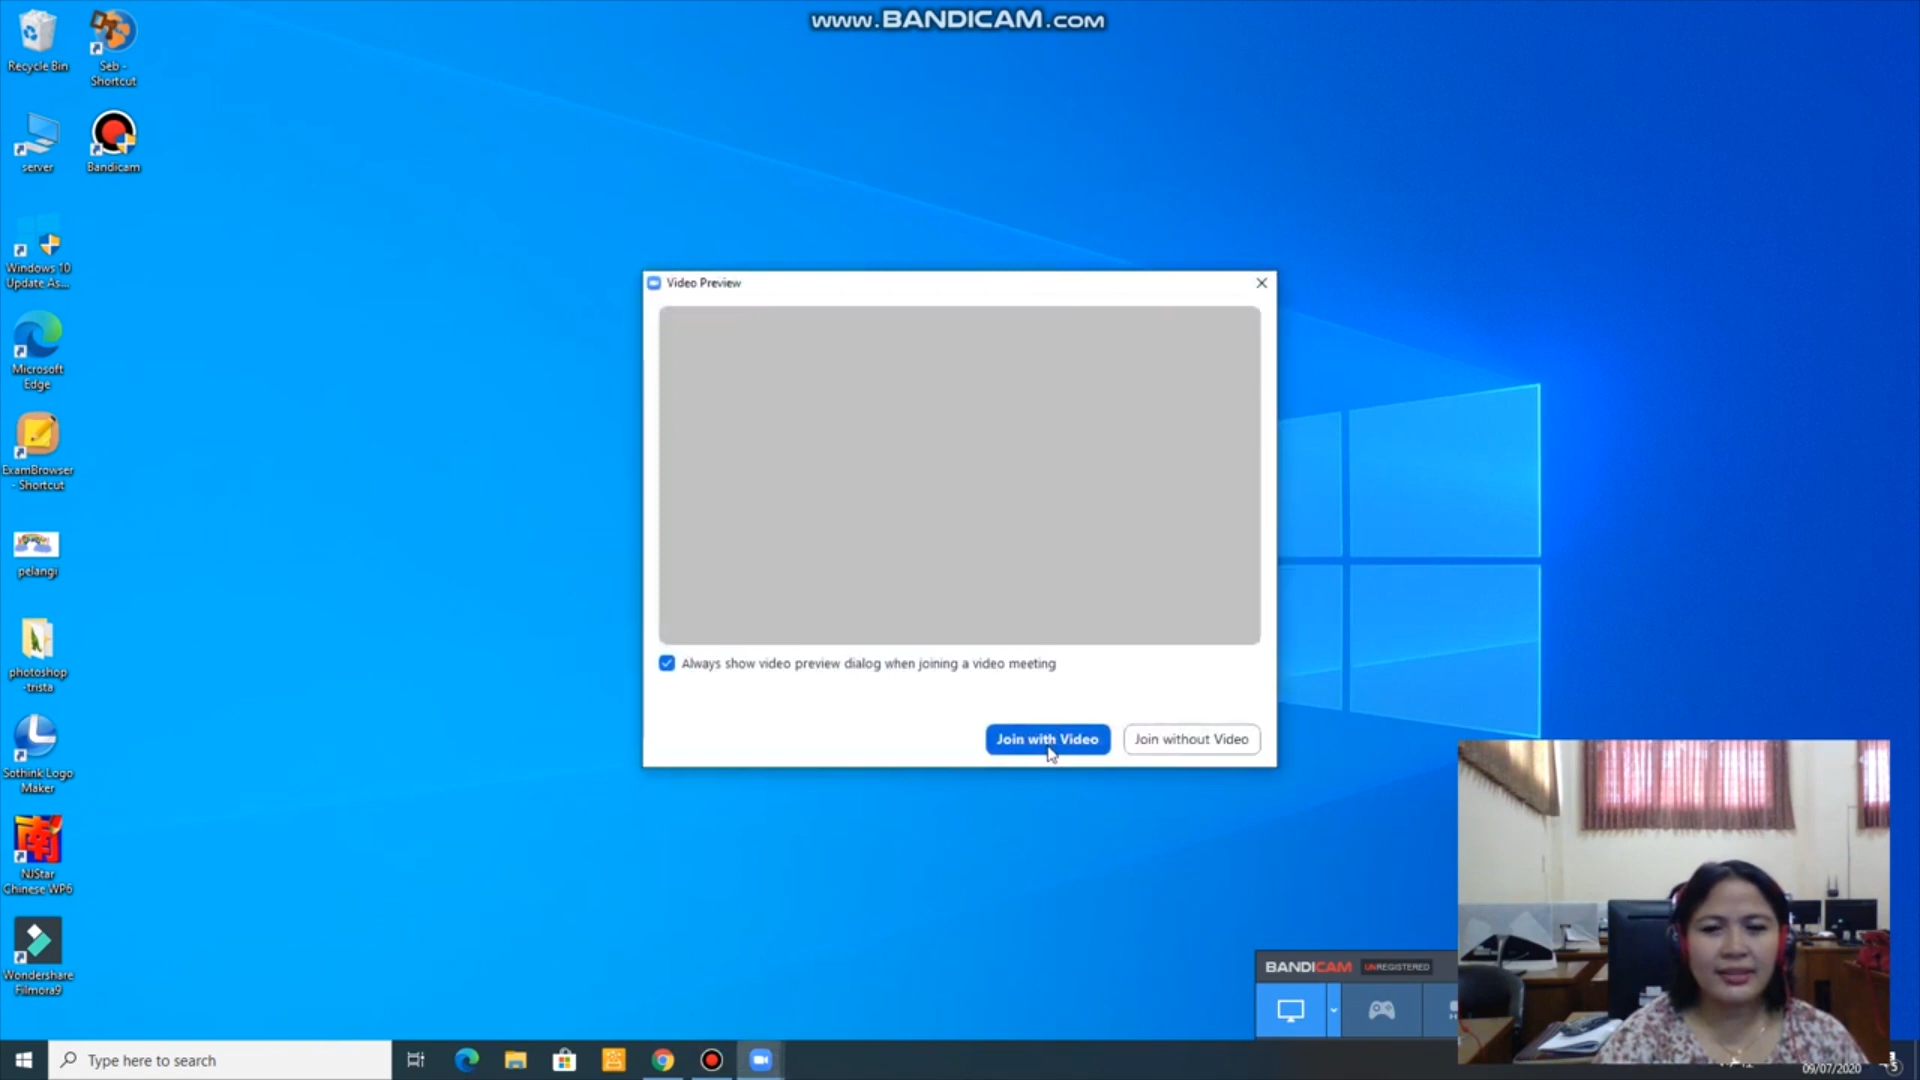 www.BANDICAM.com
Recycle Bin
Seb -
Shortcut
server
Bandicam
Windows 10
Update As...
Microsoft
Edge
ExamBrowser
- Shortcut
pelangi
photoshop
-trista
Sothink Logo
Maker
NJStar
Chinese WP6
Wondershare
Filmora9
Video Preview
Always show video preview dialog when joining a video meeting
Join with Video
Join without Video
BANDICAM UNREGISTERED
Type here to search
09/07/2020
5